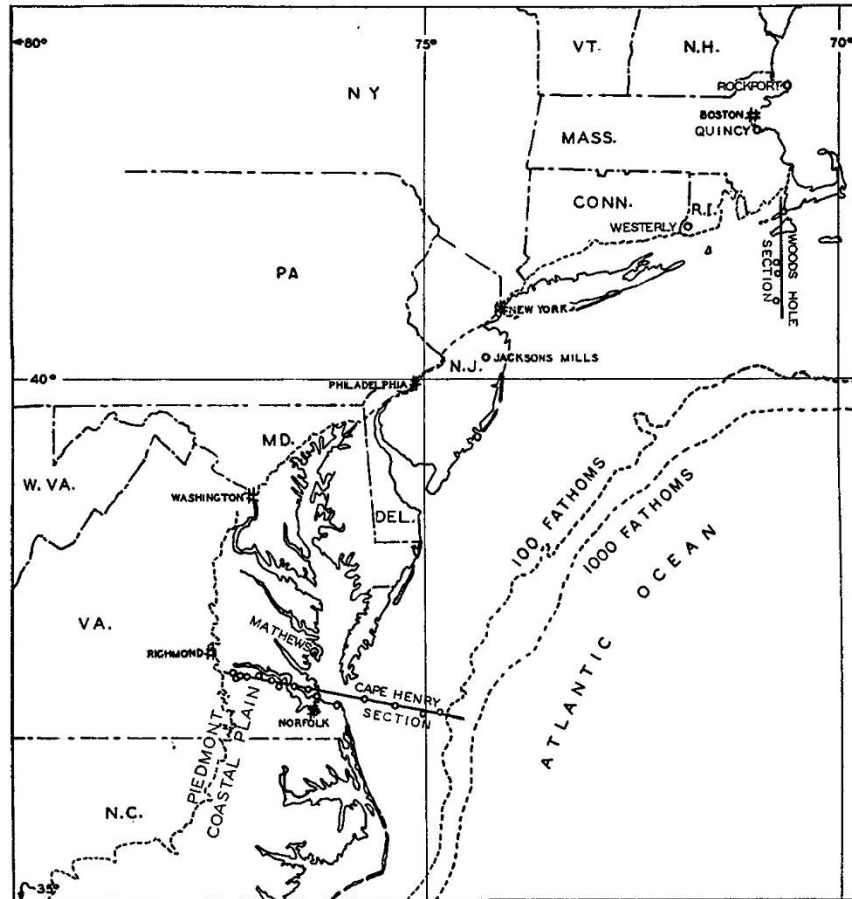 80°
75°
70°
VT.
N.H.
N Y
ROCKPORT
BOSTON
MASS.
QUINCY
CONN.
R.I.
WESTERLY
WOODS HOLE
SECTION
PA
NEW YORK
N.J.
JACKSONS MILLS
40°
PHILADELPHIA
MD.
W. VA.
WASHINGTON
DEL.
100 FATHOMS
1000 FATHOMS
ATLANTIC OCEAN
VA.
MATHEWS
RICHMOND
CAPE HENRY
SECTION
NORFOLK
PIEDMONT
COASTAL PLAIN
N.C.
35°